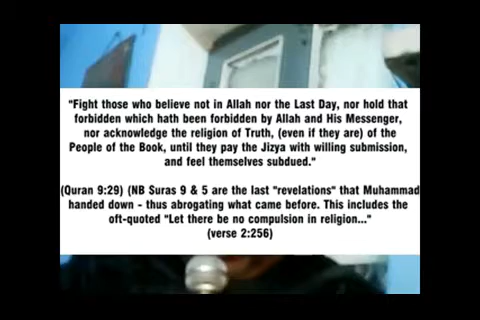 "Fight those who believe not in Allah nor the Last Day, nor hold that
forbidden which hath been forbidden by Allah and His Messenger,
nor acknowledge the religion of Truth, (even if they are) of the
People of the Book, until they pay the Jizya with willing submission,
and feel themselves subdued."
(Quran 9:29) (NB Suras 9 & 5 are the last "revelations" that Muhammad
handed down - thus abrogating what came before. This includes the
oft-quoted "Let there be no compulsion in religion..."
(verse 2:256)